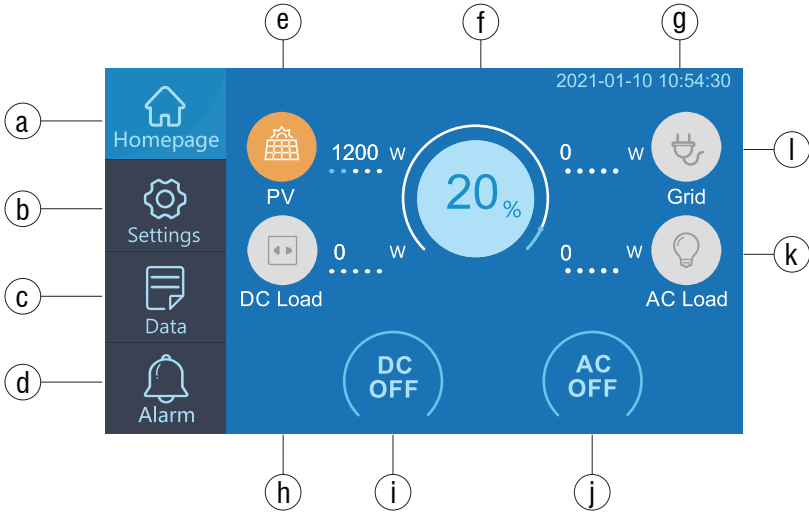 e f g
2021-01-10 10:54:30
a
Homepage
1200 W
0 W
l
PV
20%
Grid
b
Settings
0 W
0 W
k
DC Load
AC Load
c
Data
d
Alarm
DC
OFF
AC
OFF
h i j